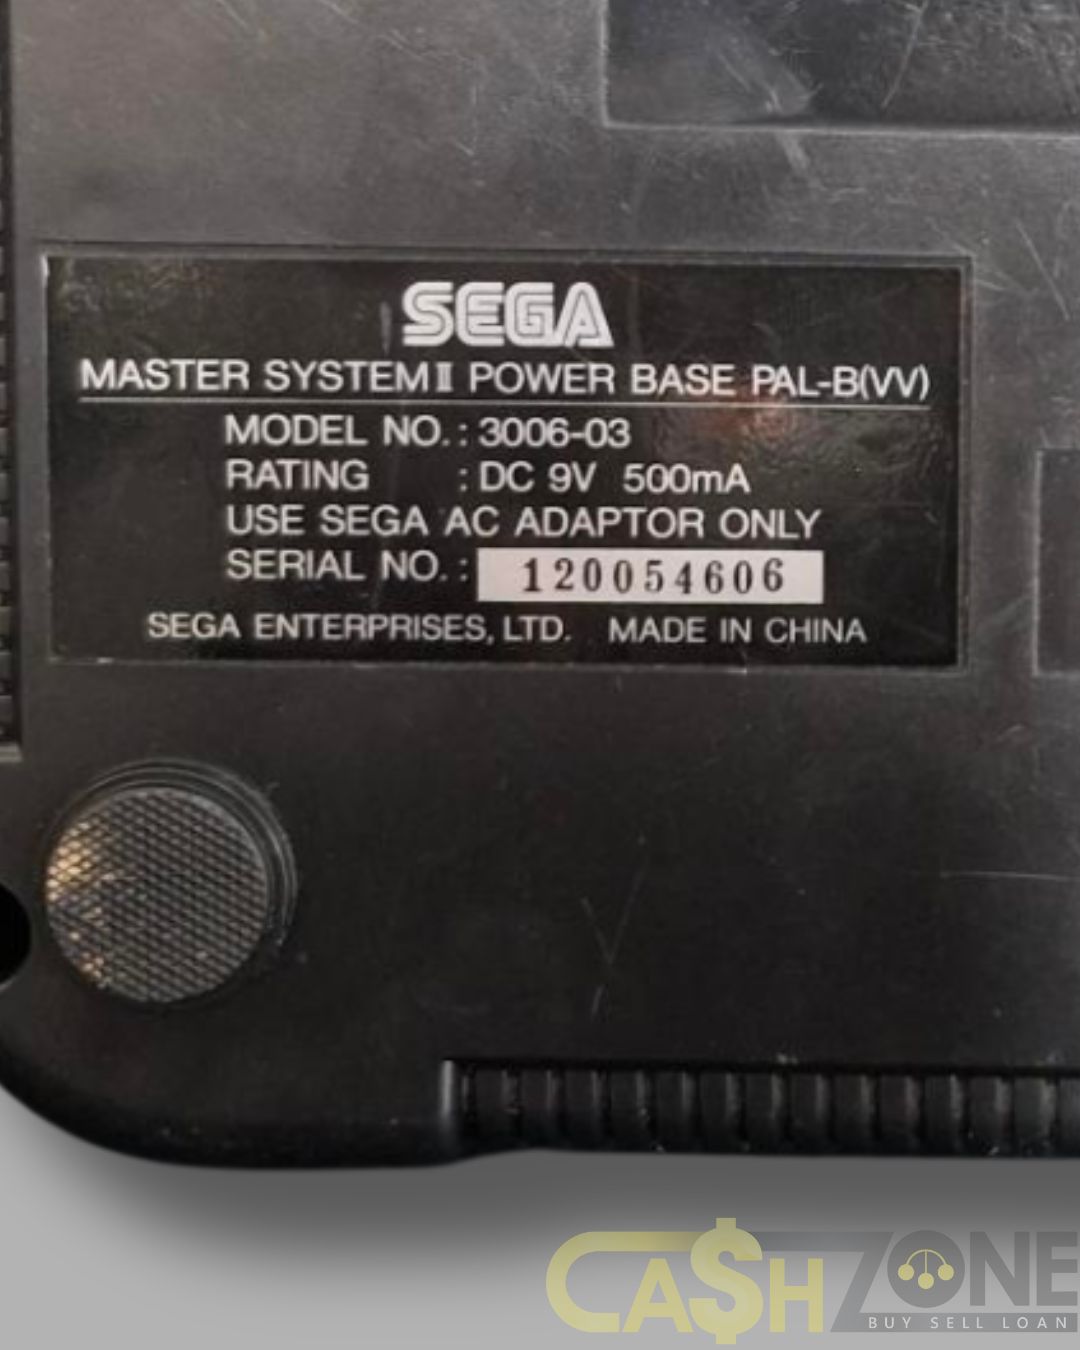 SEGA
MASTER SYSTEM II POWER BASE PAL-B(VV)
MODEL NO. : 3006-03
RATING : DC 9V 500mA
USE SEGA AC ADAPTOR ONLY
SERIAL NO. : 120054606
SEGA ENTERPRISES, LTD. MADE IN CHINA
CA$HZONE
BUY SELL LOAN